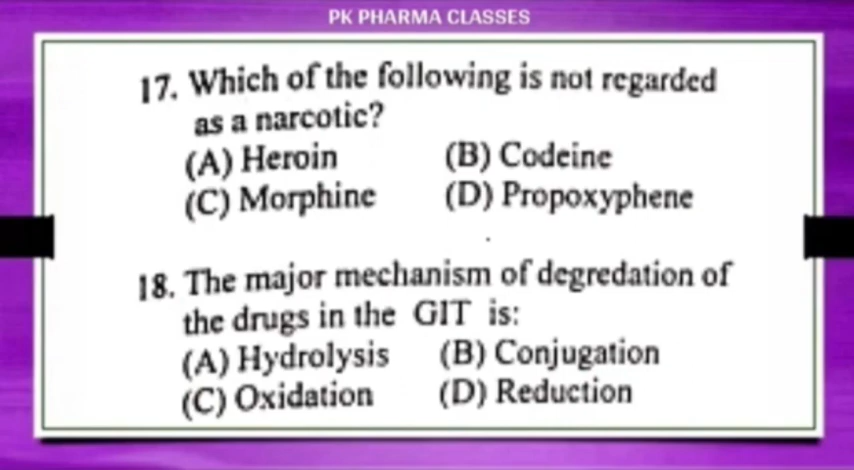 PK PHARMA CLASSES
17. Which of the following is not regarded
as a narcotic?
(A) Heroin (B) Codeine
(C) Morphine (D) Propoxyphene
18. The major mechanism of degredation of
the drugs in the GIT is:
(A) Hydrolysis (B) Conjugation
(C) Oxidation (D) Reduction